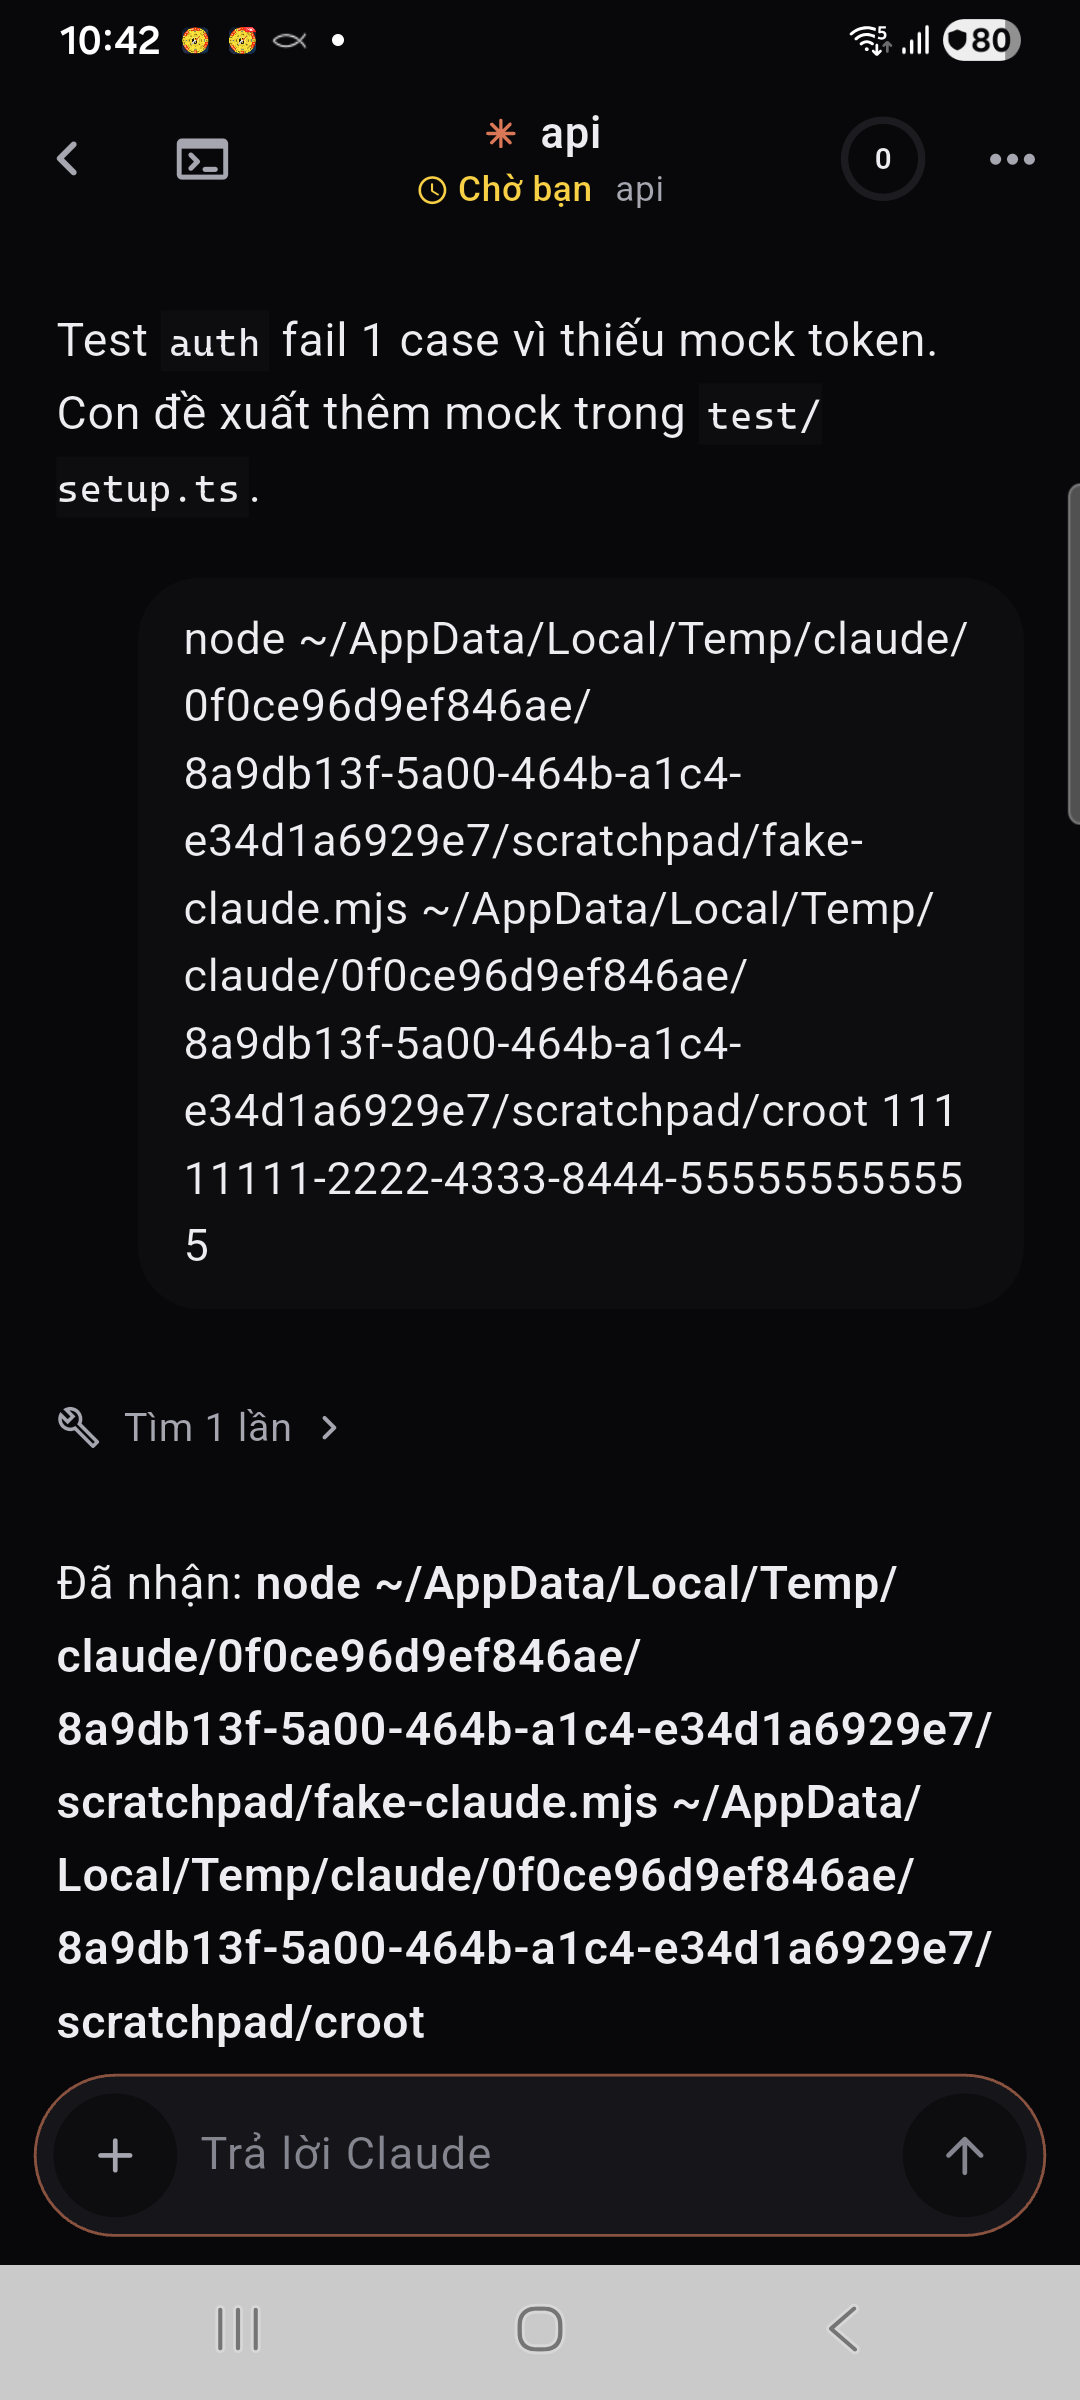 10:42
5
80
api
Chờ bạn api
0
Test auth fail 1 case vì thiếu mock token.
Con đề xuất thêm mock trong test/
setup.ts.
node ~/AppData/Local/Temp/claude/
0f0ce96d9ef846ae/
8a9db13f-5a00-464b-a1c4-
e34d1a6929e7/scratchpad/fake-
claude.mjs ~/AppData/Local/Temp/
claude/0f0ce96d9ef846ae/
8a9db13f-5a00-464b-a1c4-
e34d1a6929e7/scratchpad/croot 111
11111-2222-4333-8444-55555555555
5
Tìm 1 lần
Đã nhận: node ~/AppData/Local/Temp/
claude/0f0ce96d9ef846ae/
8a9db13f-5a00-464b-a1c4-e34d1a6929e7/
scratchpad/fake-claude.mjs ~/AppData/
Local/Temp/claude/0f0ce96d9ef846ae/
8a9db13f-5a00-464b-a1c4-e34d1a6929e7/
scratchpad/croot
Trả lời Claude